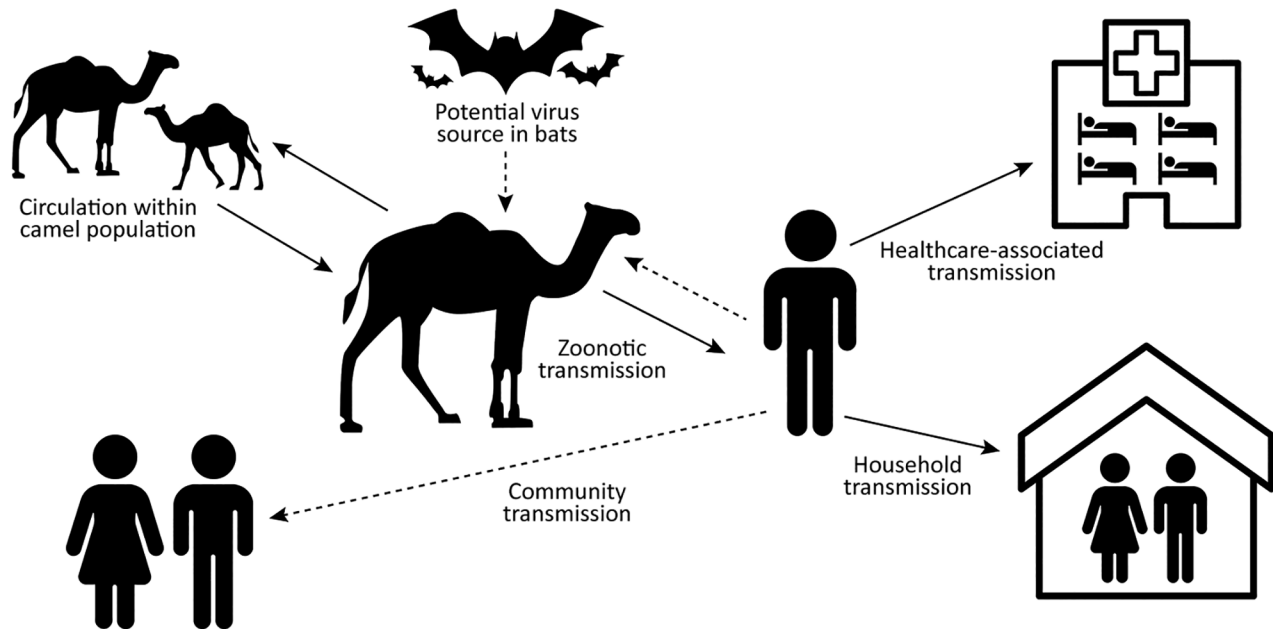 Potential virus
source in bats
Circulation within
camel population
Healthcare-associated
transmission
Zoonotic
transmission
Household
transmission
Community
transmission